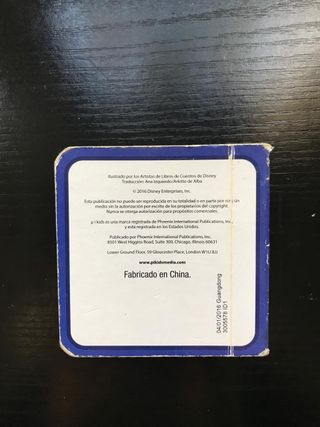 Ilustrado por los Artistas de Libros de Cuentos de Disney
Traducción: Ana Izquierdo/Arlette de Alba
© 2016 Disney Enterprises, Inc.
Esta publicación no puede ser reproducida en su totalidad o en parte por ningún
medio sin la autorización por escrito de los propietarios del copyright.
Nunca se otorga autorización para propósitos comerciales.
p i kids es una marca registrada de Phoenix International Publications, Inc.,
y está registrada en los Estados Unidos.
Publicado por Phoenix International Publications, Inc.
8501 West Higgins Road, Suite 300, Chicago, Illinois 60631
Lower Ground Floor, 59 Gloucester Place, London W1U 8JJ
www.pikidsmedia.com
Fabricado en China.
04/01/2016 Guangdong
3005578 ID1